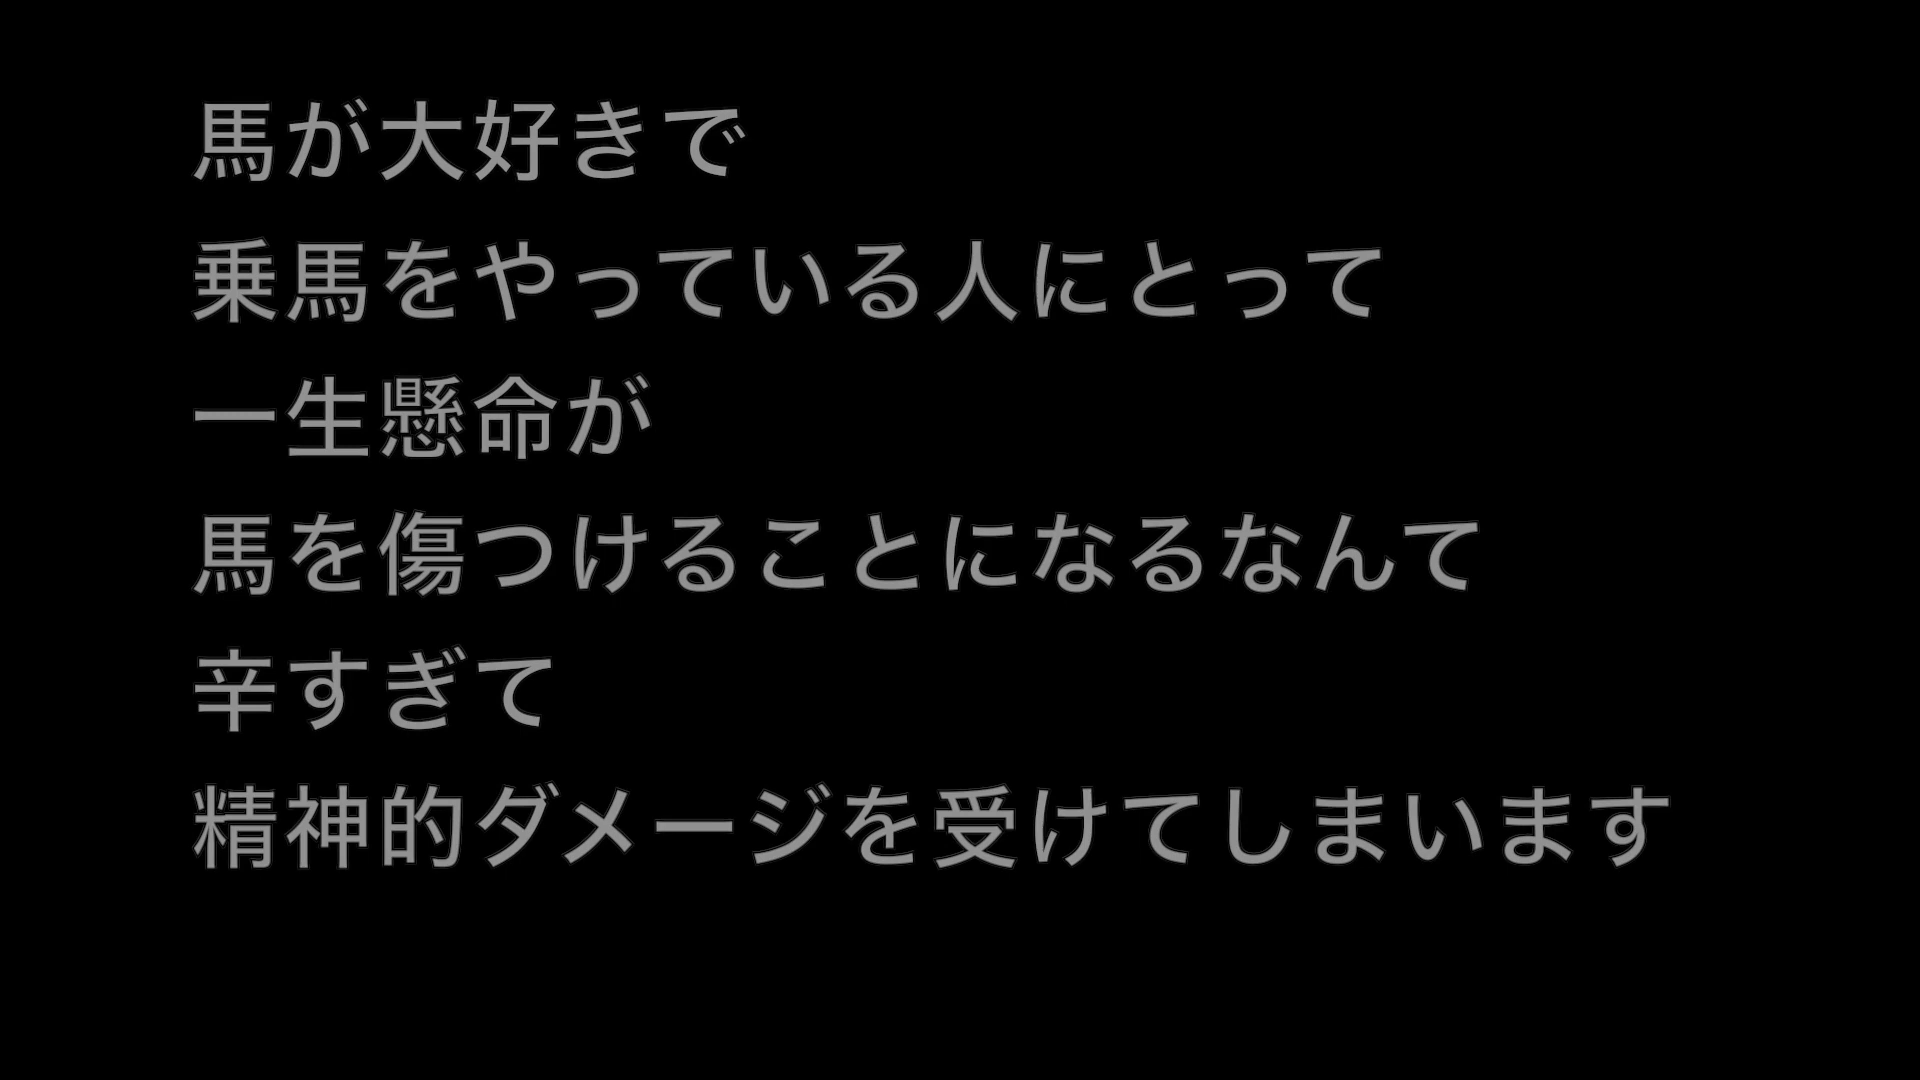 馬が大好きで
乗馬をやっている人にとって
一生懸命が
馬を傷つけることになるなんて
辛すぎて
精神的ダメージを受けてしまいます